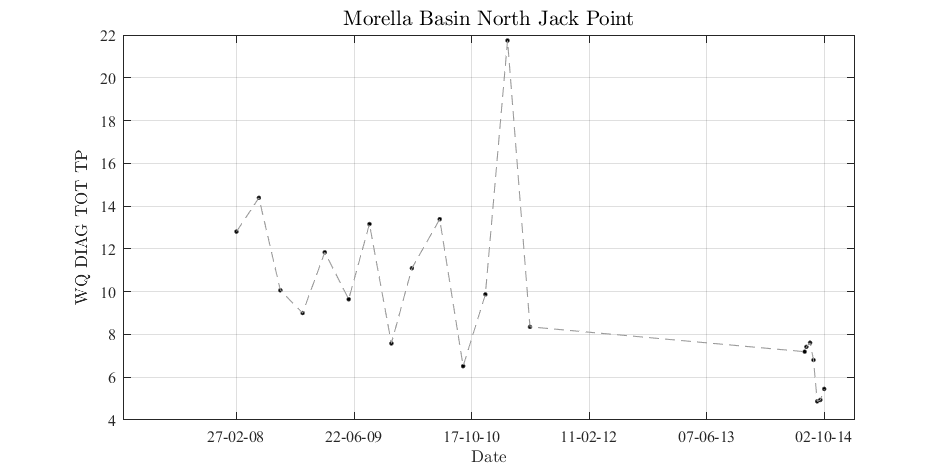 Morella Basin North Jack Point
WQ DIAG TOT TP
22
20
18
16
14
12
10
8
6
4
27-02-08 22-06-09 17-10-10 11-02-12 07-06-13 02-10-14
Date